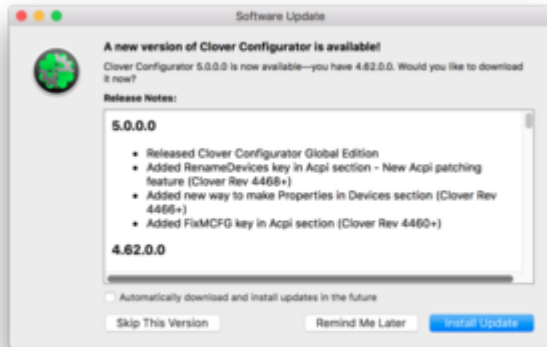 Software Update
A new version of Clover Configurator is available!
Clover Configurator 5.0.0.0 is now available—you have 4.62.0.0. Would you like to download
it now?
Release Notes:
5.0.0.0
• Released Clover Configurator Global Edition
• Added RenameDevices key in Acpi section - New Acpi patching
feature (Clover Rev 4468+)
• Added new way to make Properties in Devices section (Clover Rev
4466+)
• Added FixMCFG key in Acpi section (Clover Rev 4460+)
4.62.0.0
Automatically download and install updates in the future
Skip This Version
Remind Me Later
Install Update